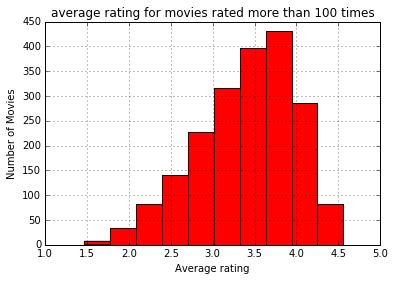 average rating for movies rated more than 100 times
Number of Movies
450
400
350
300
250
200
150
100
50
0
1.0 1.5 2.0 2.5 3.0 3.5 4.0 4.5 5.0
Average rating